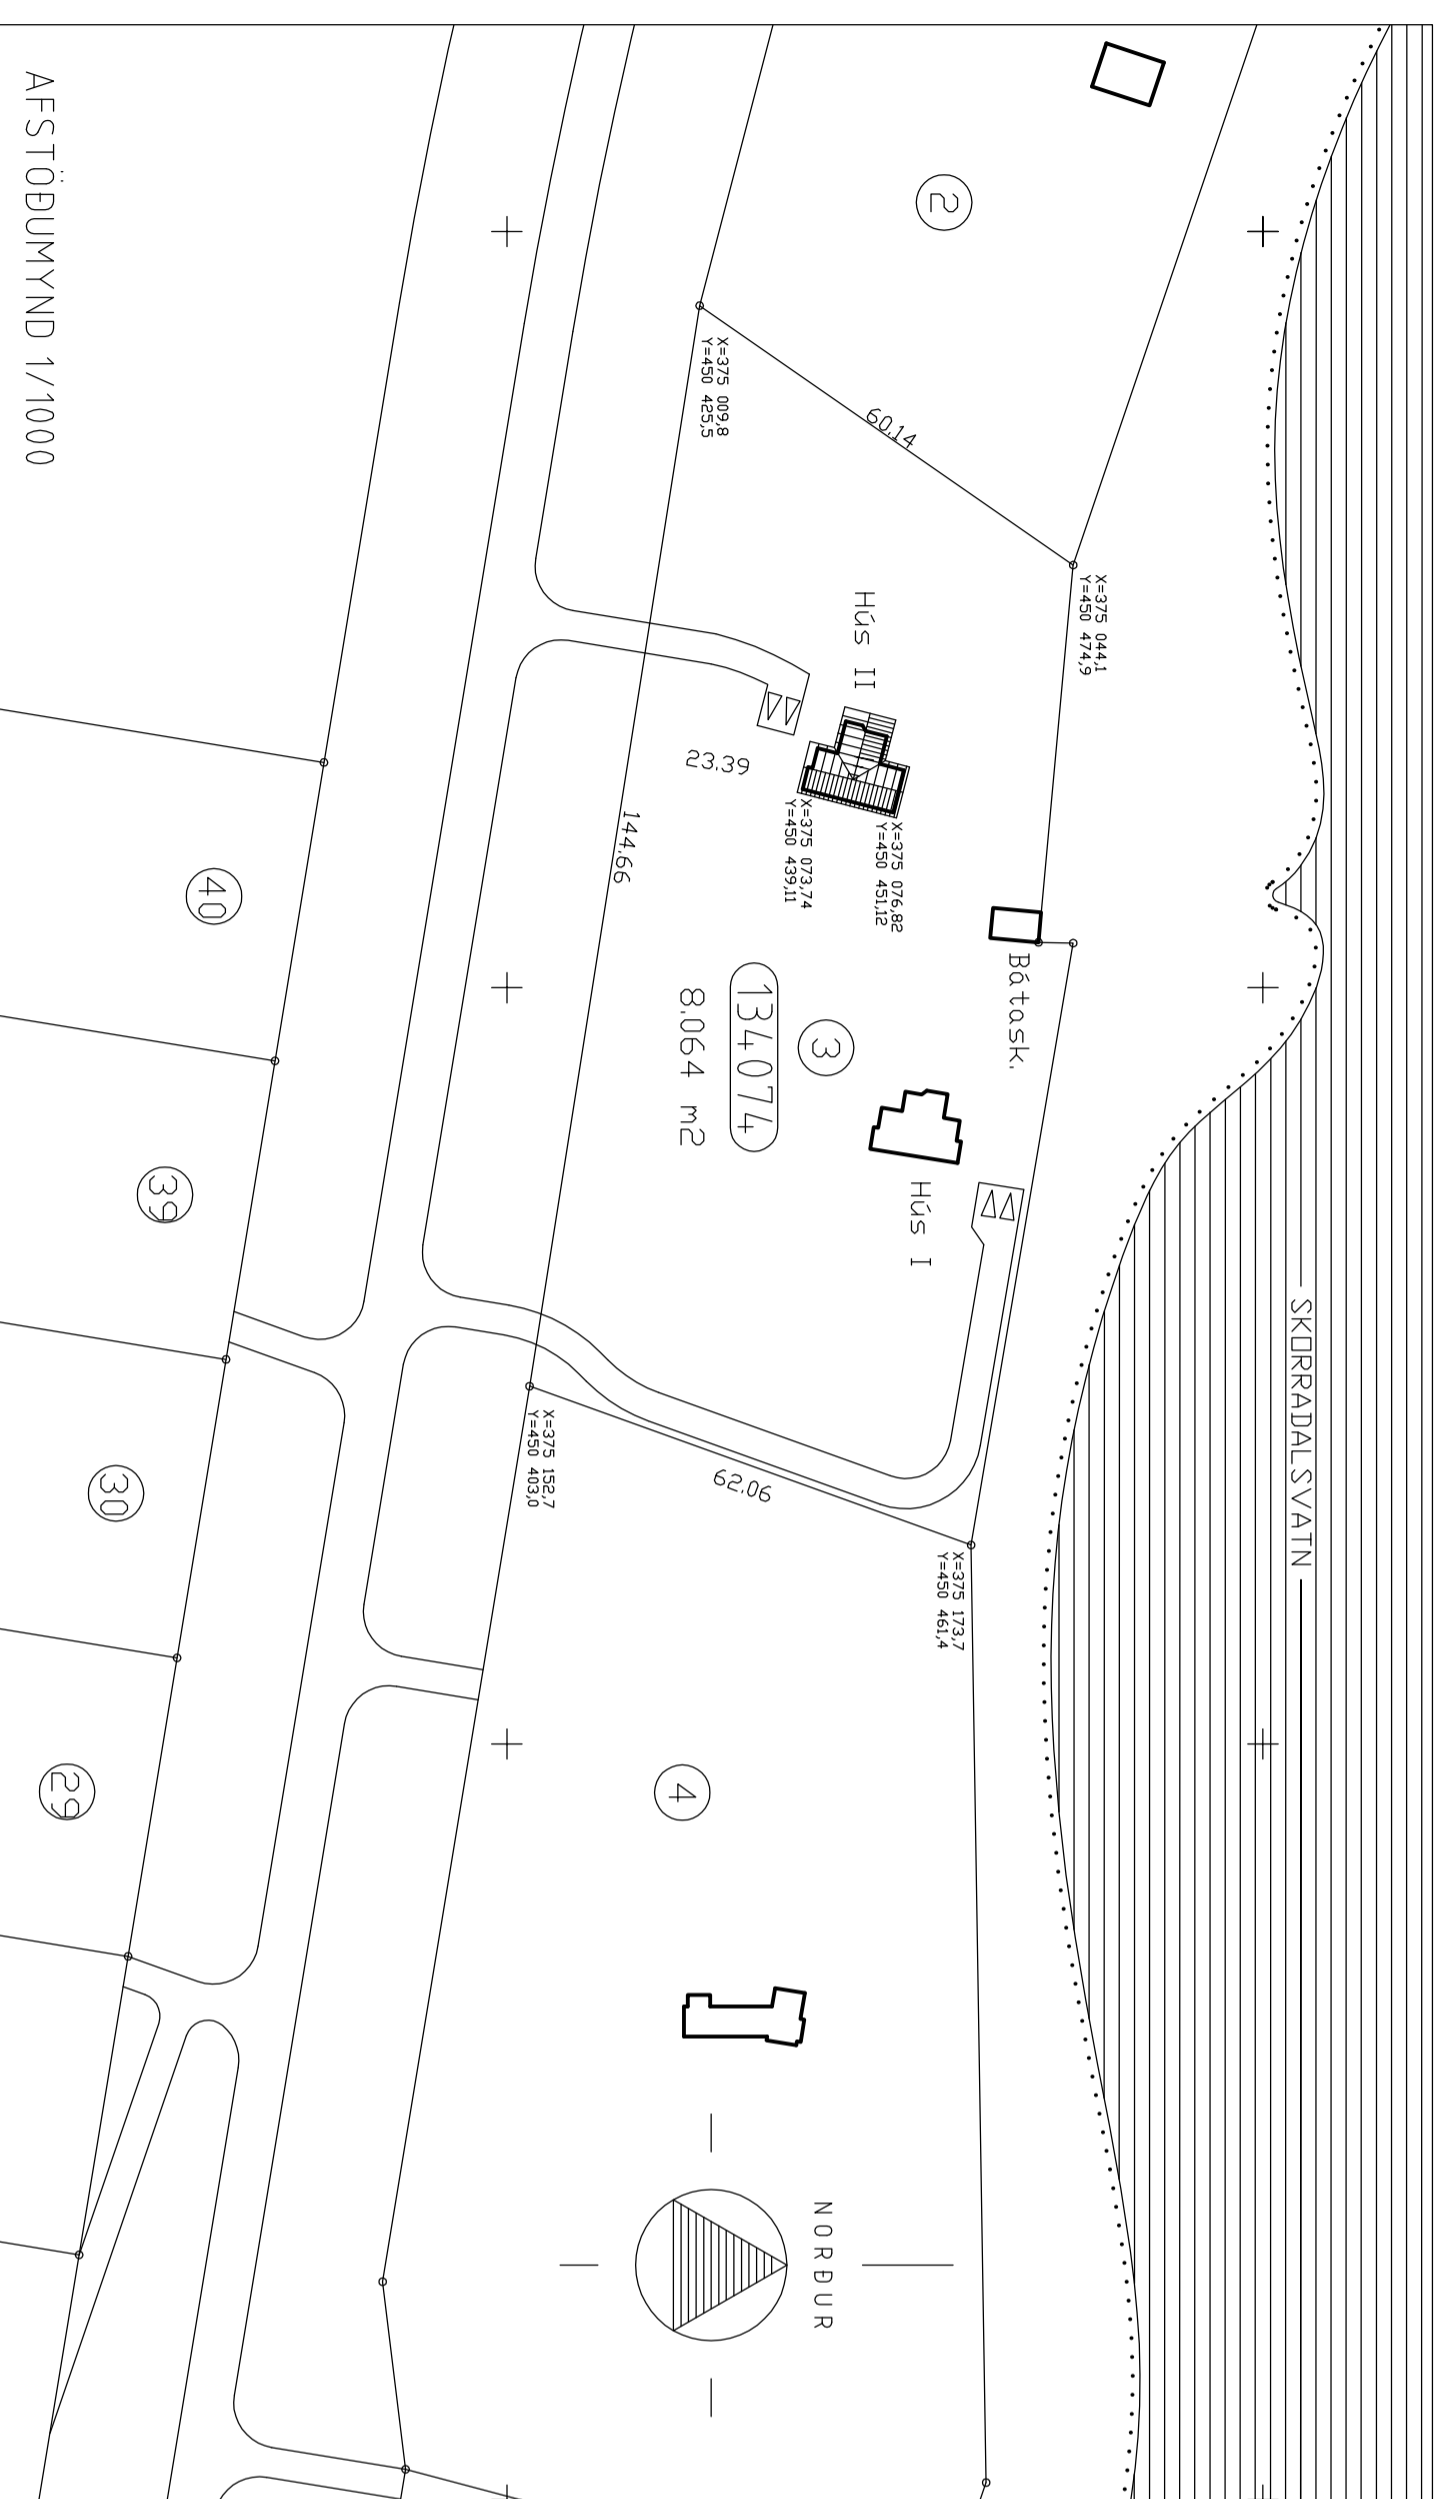 SKORRADALSVATN
X=375 044,1
Y=450 474,9
2
60,14
X=375 009,8
Y=450 425,5
Hús II
X=375 076,82
Y=450 451,12
X=375 073,74
Y=450 439,11
23,39
144,66
Bátask.
3
134074
8.064 m2
Hús I
X=375 173,7
Y=450 461,4
62,06
X=375 152,7
Y=450 403,0
4
NORÐUR
40
39
30
29
AFSTÖÐUMYND 1/1000